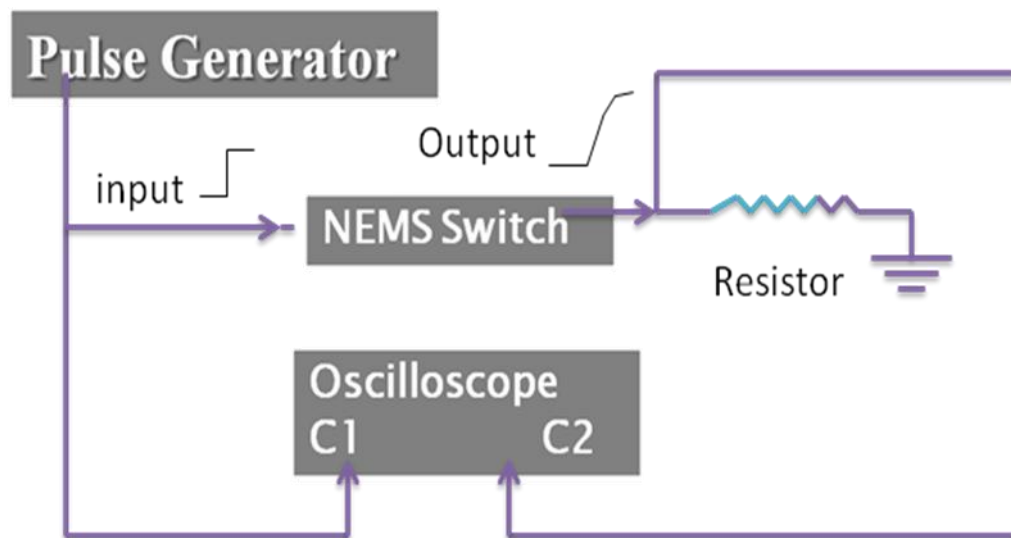 Pulse Generator
Output
input
NEMS Switch
Resistor
Oscilloscope
C1 C2